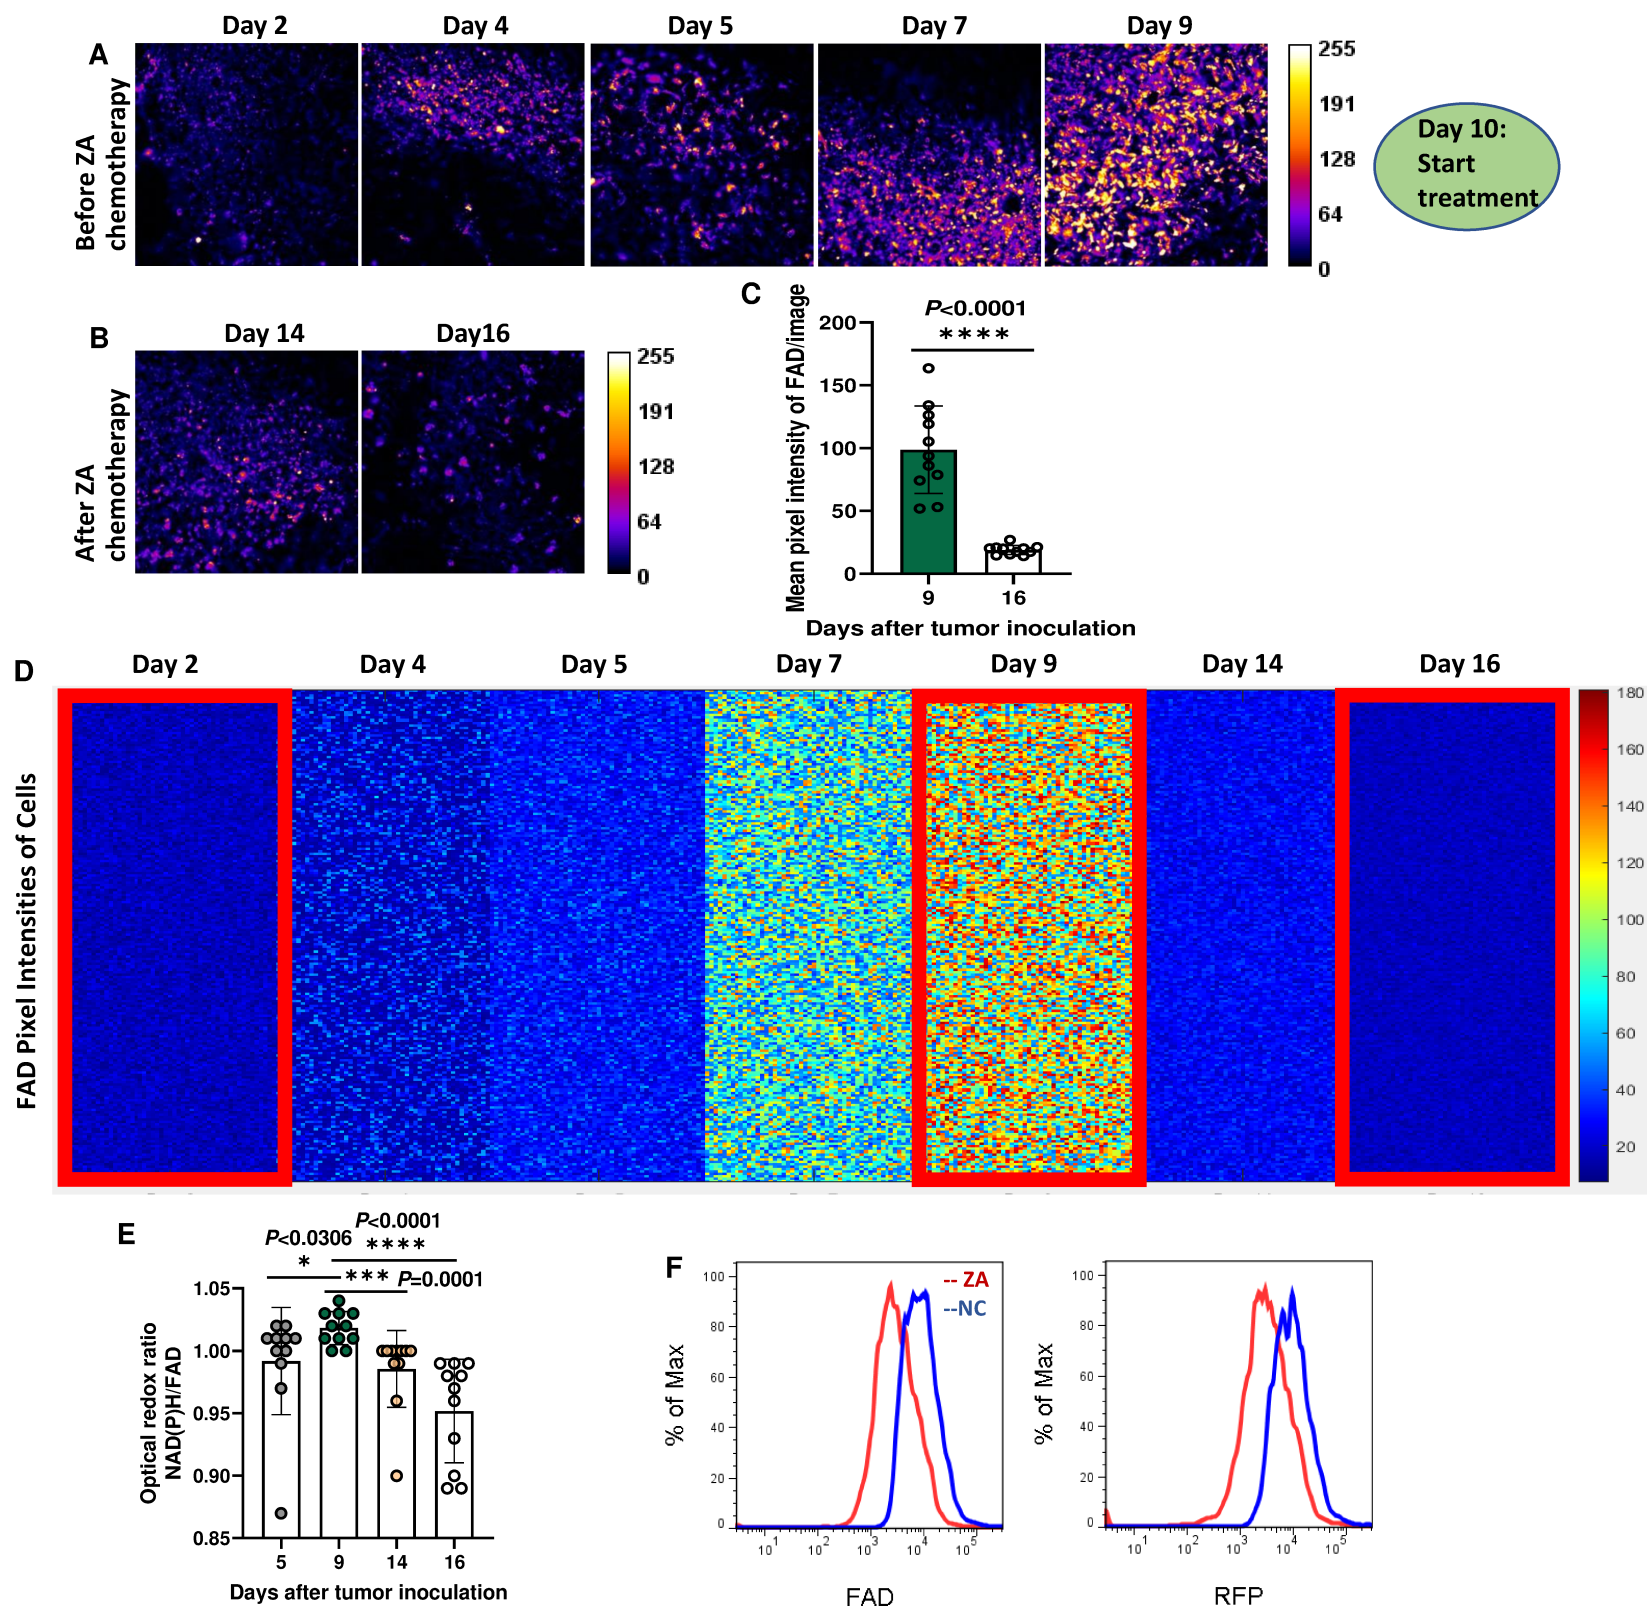 Day 2
Day 4
Day 5
Day 7
Day 9
A
Before ZA
chemotherapy
255
191
128
64
0
Day 10:
Start
treatment
B
Day 14
Day16
After ZA
chemotherapy
255
191
128
64
0
C
P<0.0001
****
Mean pixel intensity of FAD/image
200
150
100
50
0
9
16
Days after tumor inoculation
D
Day 2
Day 4
Day 5
Day 7
Day 9
Day 14
Day 16
FAD Pixel Intensities of Cells
180
160
140
120
100
80
60
40
20
E
P<0.0001
P<0.0306
****
*
*** P=0.0001
Optical redox ratio
NAD(P)H/FAD
1.05
1.00
0.95
0.90
0.85
5
9
14
16
Days after tumor inoculation
F
-- ZA
--NC
% of Max
100
80
60
40
20
0
10^1
10^2
10^3
10^4
10^5
FAD
% of Max
100
80
60
40
20
0
10^1
10^2
10^3
10^4
10^5
RFP